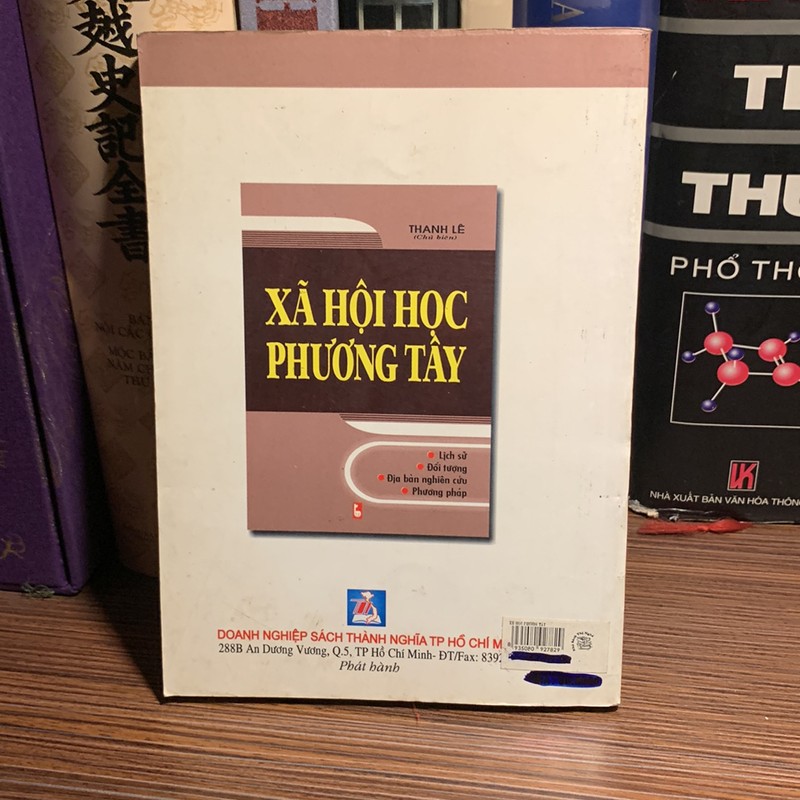 越史記全書
THANH LÊ
(Chủ biên)
XÃ HỘI HỌC
PHƯƠNG TÂY
Lịch sử
Đối tượng
Địa bàn nghiên cứu
Phương pháp
DOANH NGHIỆP SÁCH THÀNH NGHĨA TP HỒ CHÍ M
288B An Dương Vương, Q.5, TP Hồ Chí Minh- ĐT/Fax: 8392
Phát hành
935080 927829
PHỔ THÔ
NHÀ XUẤT BẢN VĂN HÓA THÔNG